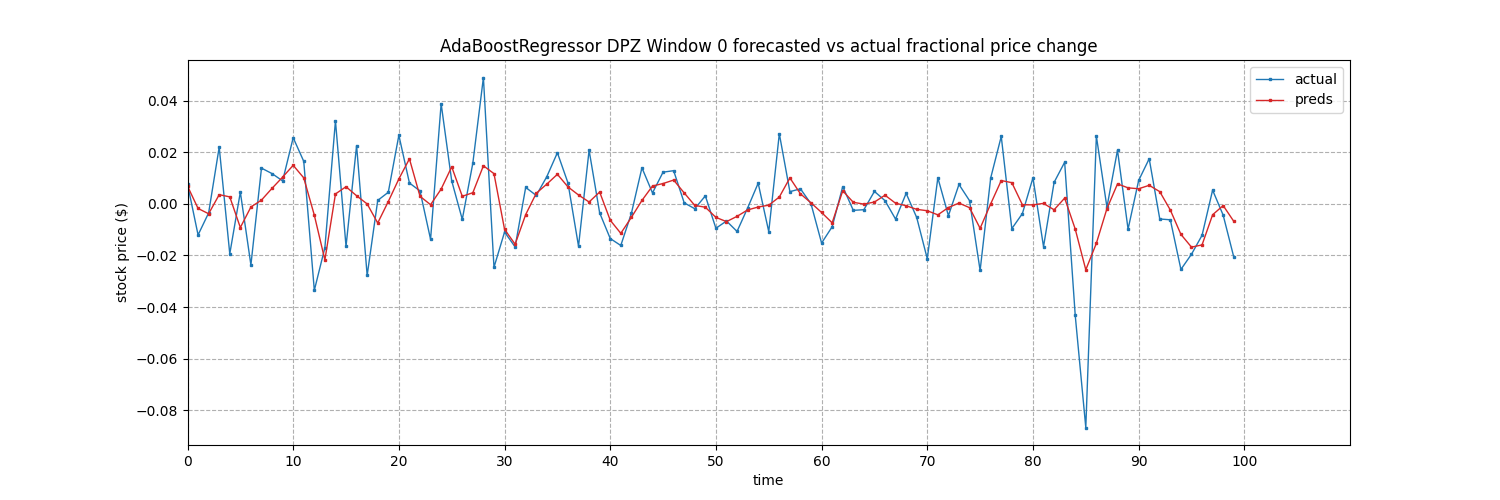 AdaBoostRegressor DPZ Window 0 forecasted vs actual fractional price change
actual
preds
stock price ($)
0.04
0.02
0.00
−0.02
−0.04
−0.06
−0.08
0 10 20 30 40 50 60 70 80 90 100
time